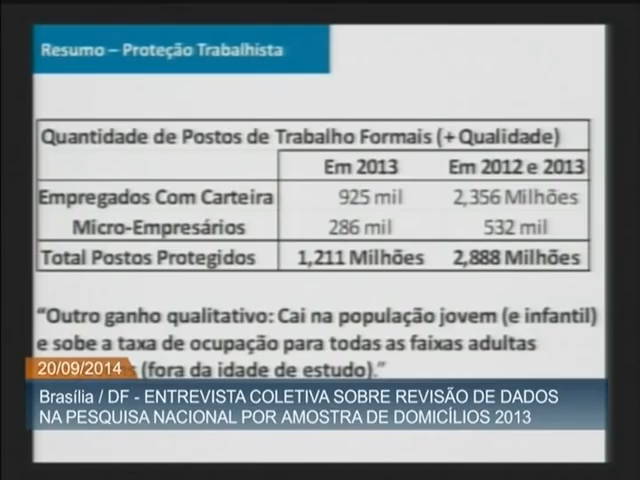 Resumo – Proteção Trabalhista
Quantidade de Postos de Trabalho Formais (+ Qualidade)
Em 2013 Em 2012 e 2013
Empregados Com Carteira 925 mil 2,356 Milhões
Micro-Empresários 286 mil 532 mil
Total Postos Protegidos 1,211 Milhões 2,888 Milhões
“Outro ganho qualitativo: Cai na população jovem (e infantil)
e sobe a taxa de ocupação para todas as faixas adultas
(fora da idade de estudo).”
20/09/2014
Brasília / DF - ENTREVISTA COLETIVA SOBRE REVISÃO DE DADOS
NA PESQUISA NACIONAL POR AMOSTRA DE DOMICÍLIOS 2013